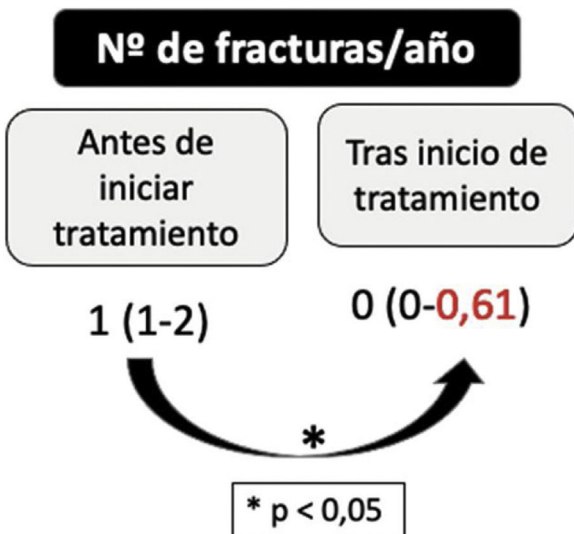 Nº de fracturas/año
Antes de
iniciar
tratamiento
Tras inicio de
tratamiento
1 (1-2)
0 (0-0,61)
*
* p < 0,05